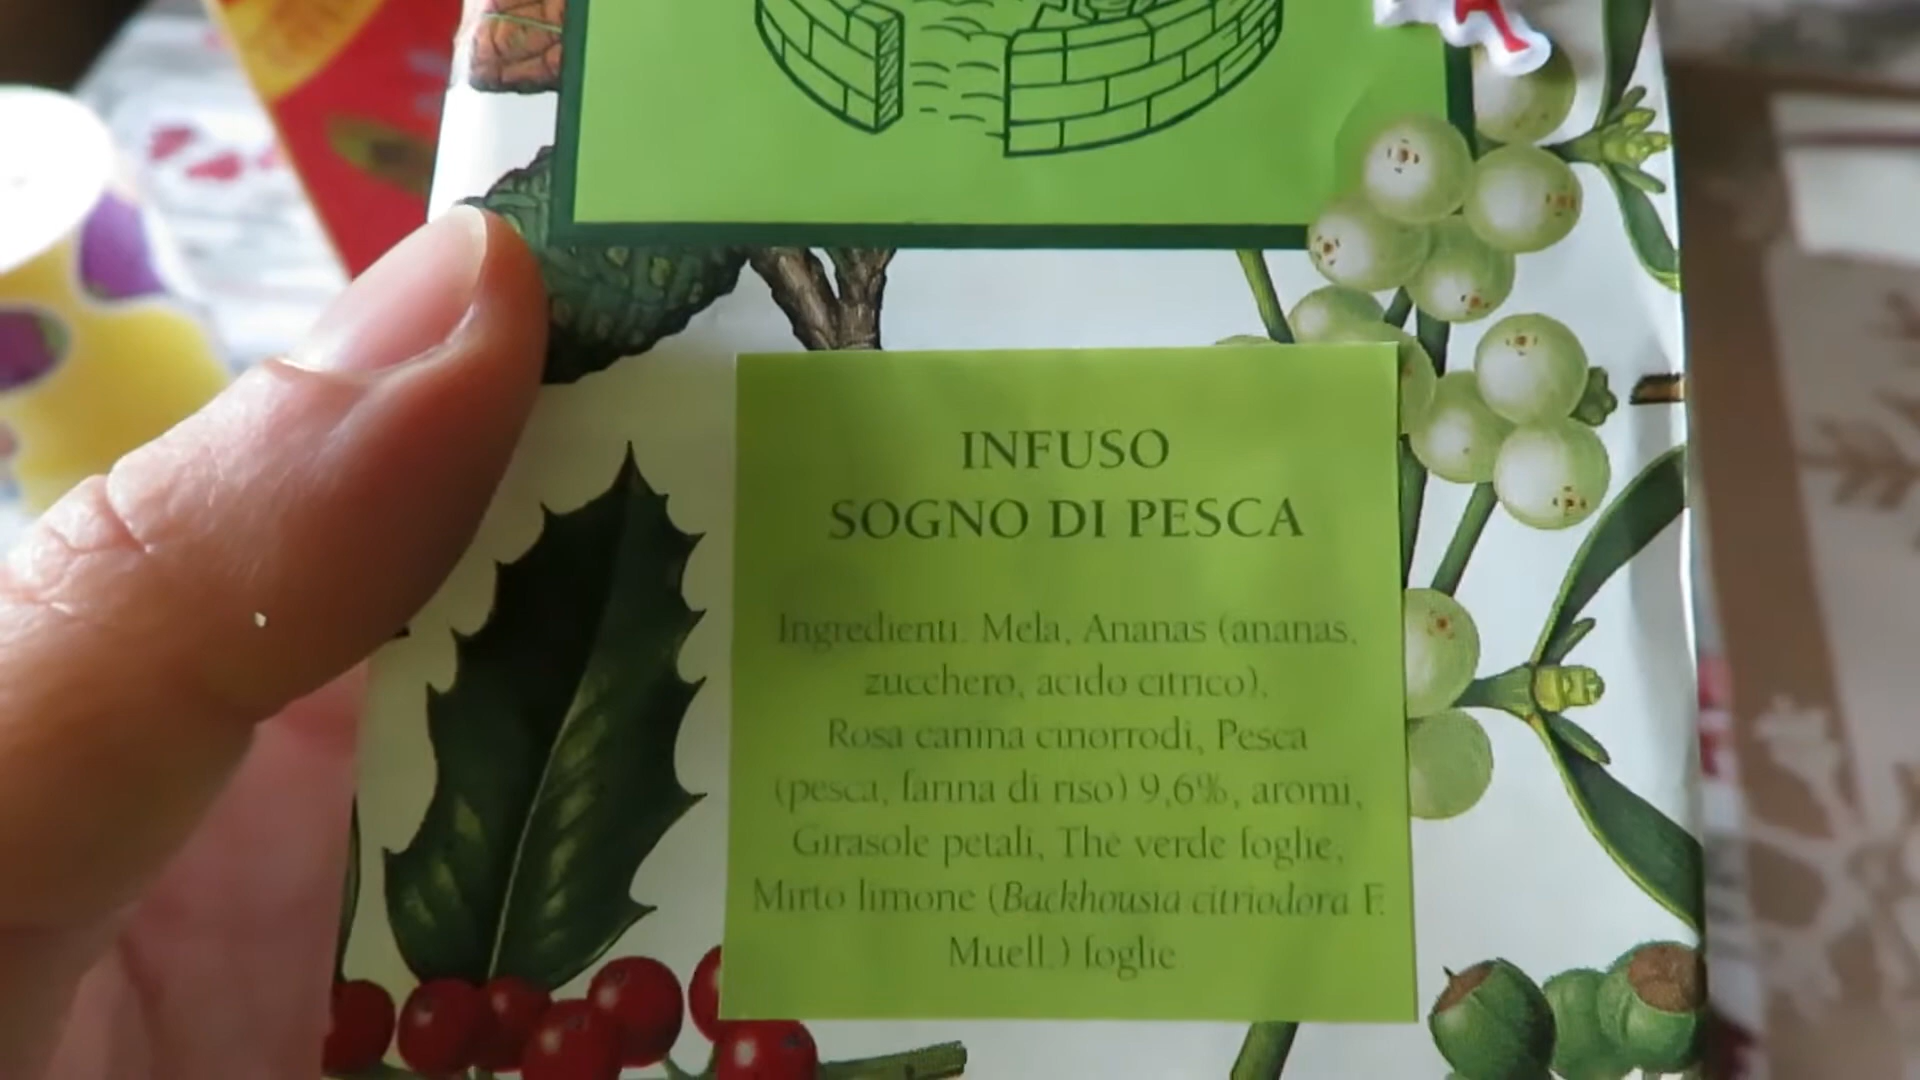 INFUSO
SOGNO DI PESCA
Ingredienti: Mela, Ananas (ananas,
zucchero, acido citrico),
Rosa canina cinorrodi, Pesca
(pesca, farina di riso) 9,6%, aromi,
Girasole petali, The verde foglie,
Mirto limone (Backhousia citriodora F.
Muell.) foglie